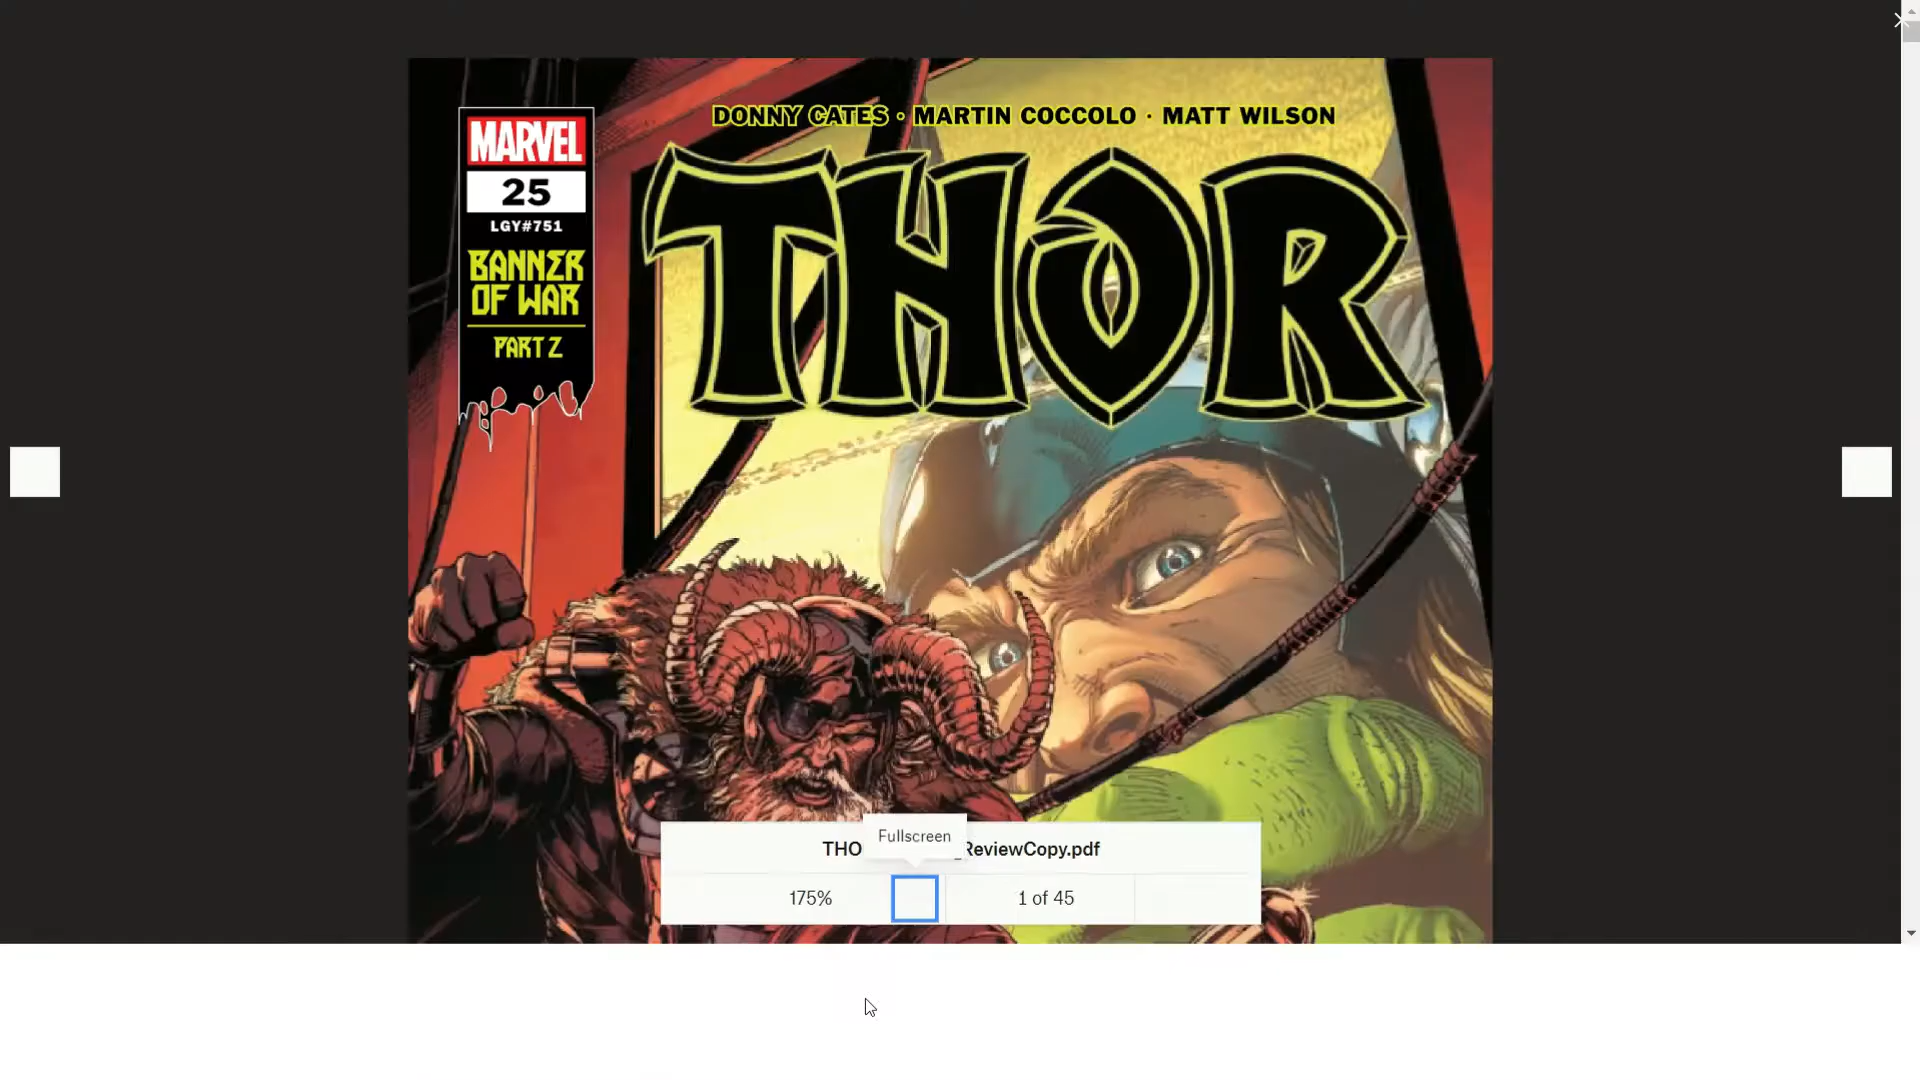 DONNY CATES · MARTIN COCCOLO · MATT WILSON
MARVEL
25
LGY#751
BANNER
OF WAR
PART 2
THOR
Fullscreen
THO ReviewCopy.pdf
175%
1 of 45